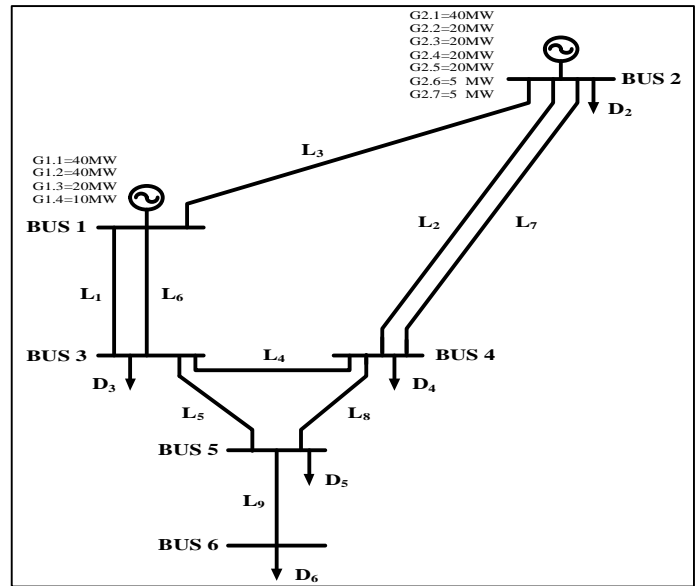 G2.1=40MW
G2.2=20MW
G2.3=20MW
G2.4=20MW
G2.5=20MW
G2.6=5 MW
G2.7=5 MW
BUS 2
D₂
L₃
G1.1=40MW
G1.2=40MW
G1.3=20MW
G1.4=10MW
BUS 1
L₂
L₇
L₁
L₆
BUS 3
L₄
BUS 4
D₃
D₄
L₅
L₈
BUS 5
D₅
L₉
BUS 6
D₆